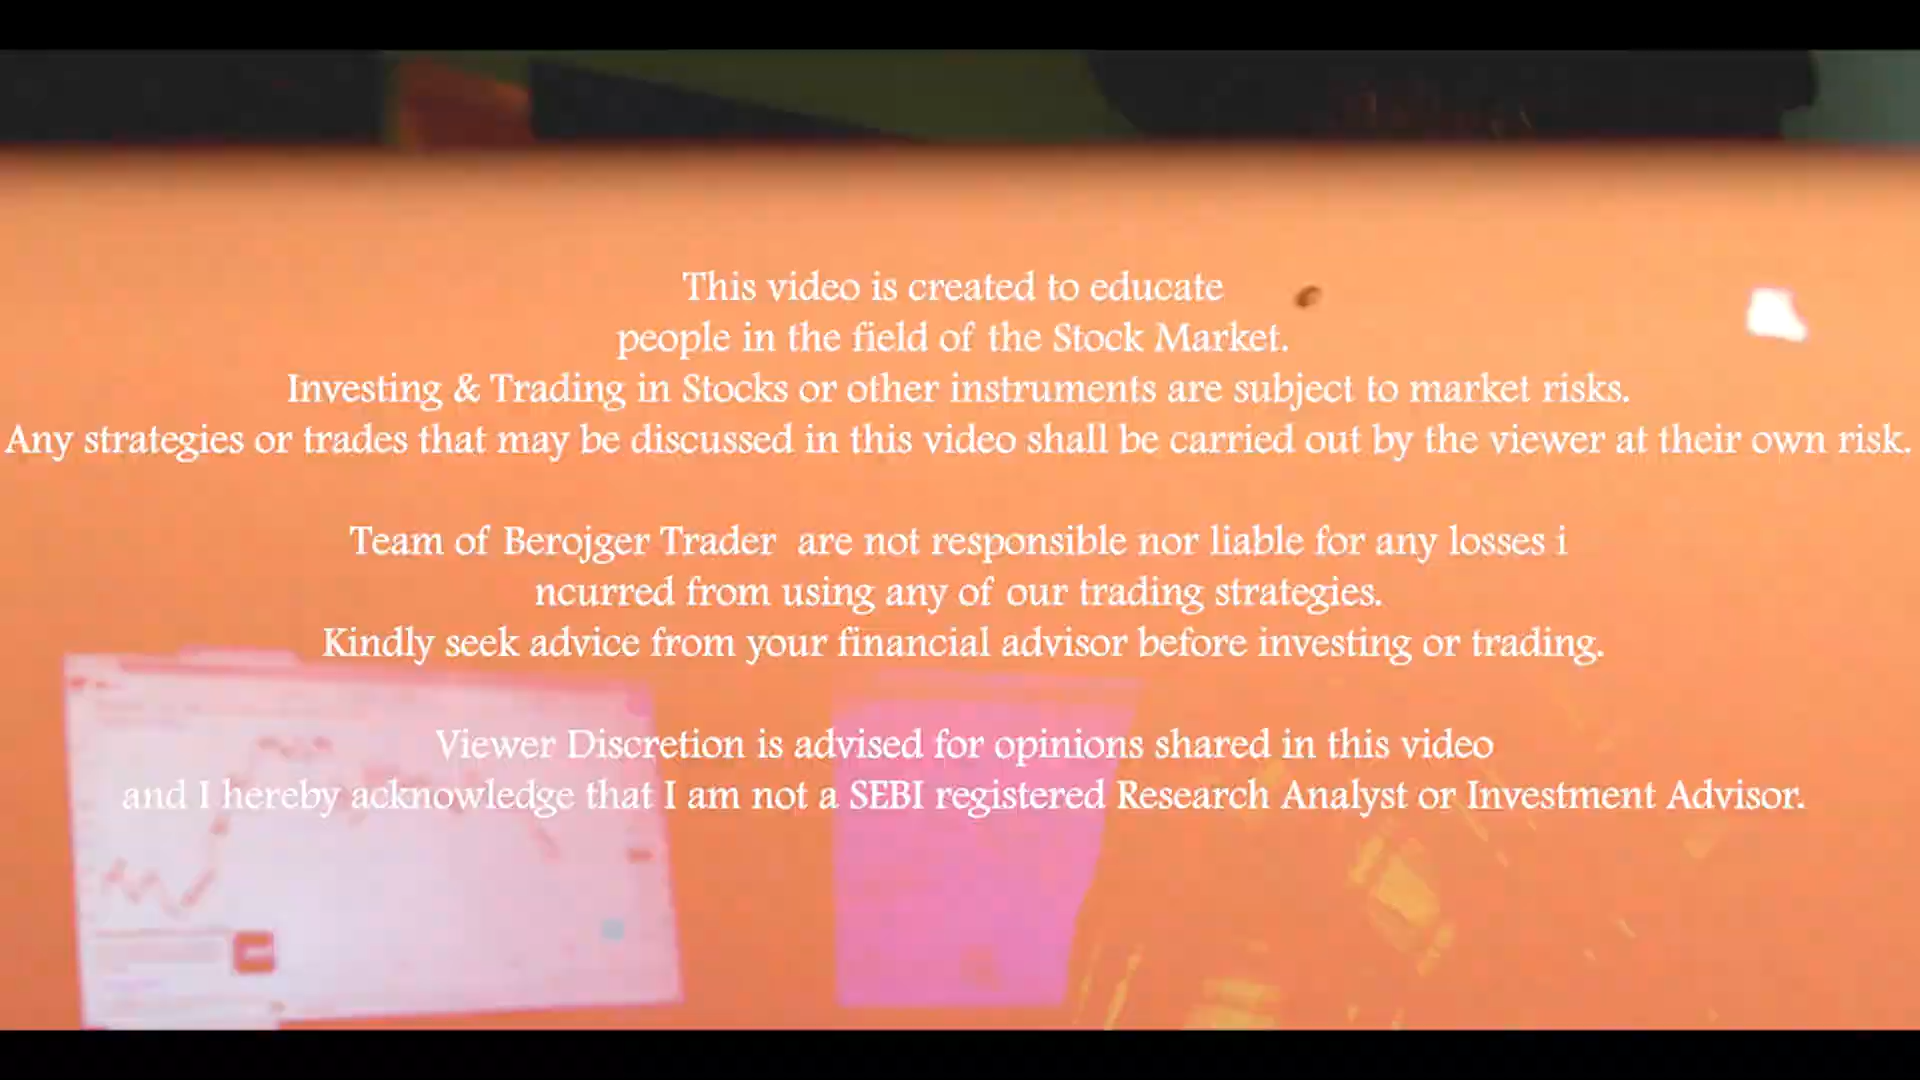 This video is created to educate
people in the field of the Stock Market.
Investing & Trading in Stocks or other instruments are subject to market risks.
Any strategies or trades that may be discussed in this video shall be carried out by the viewer at their own risk.
Team of Berojger Trader are not responsible nor liable for any losses i
ncurred from using any of our trading strategies.
Kindly seek advice from your financial advisor before investing or trading.
Viewer Discretion is advised for opinions shared in this video
and I hereby acknowledge that I am not a SEBI registered Research Analyst or Investment Advisor.